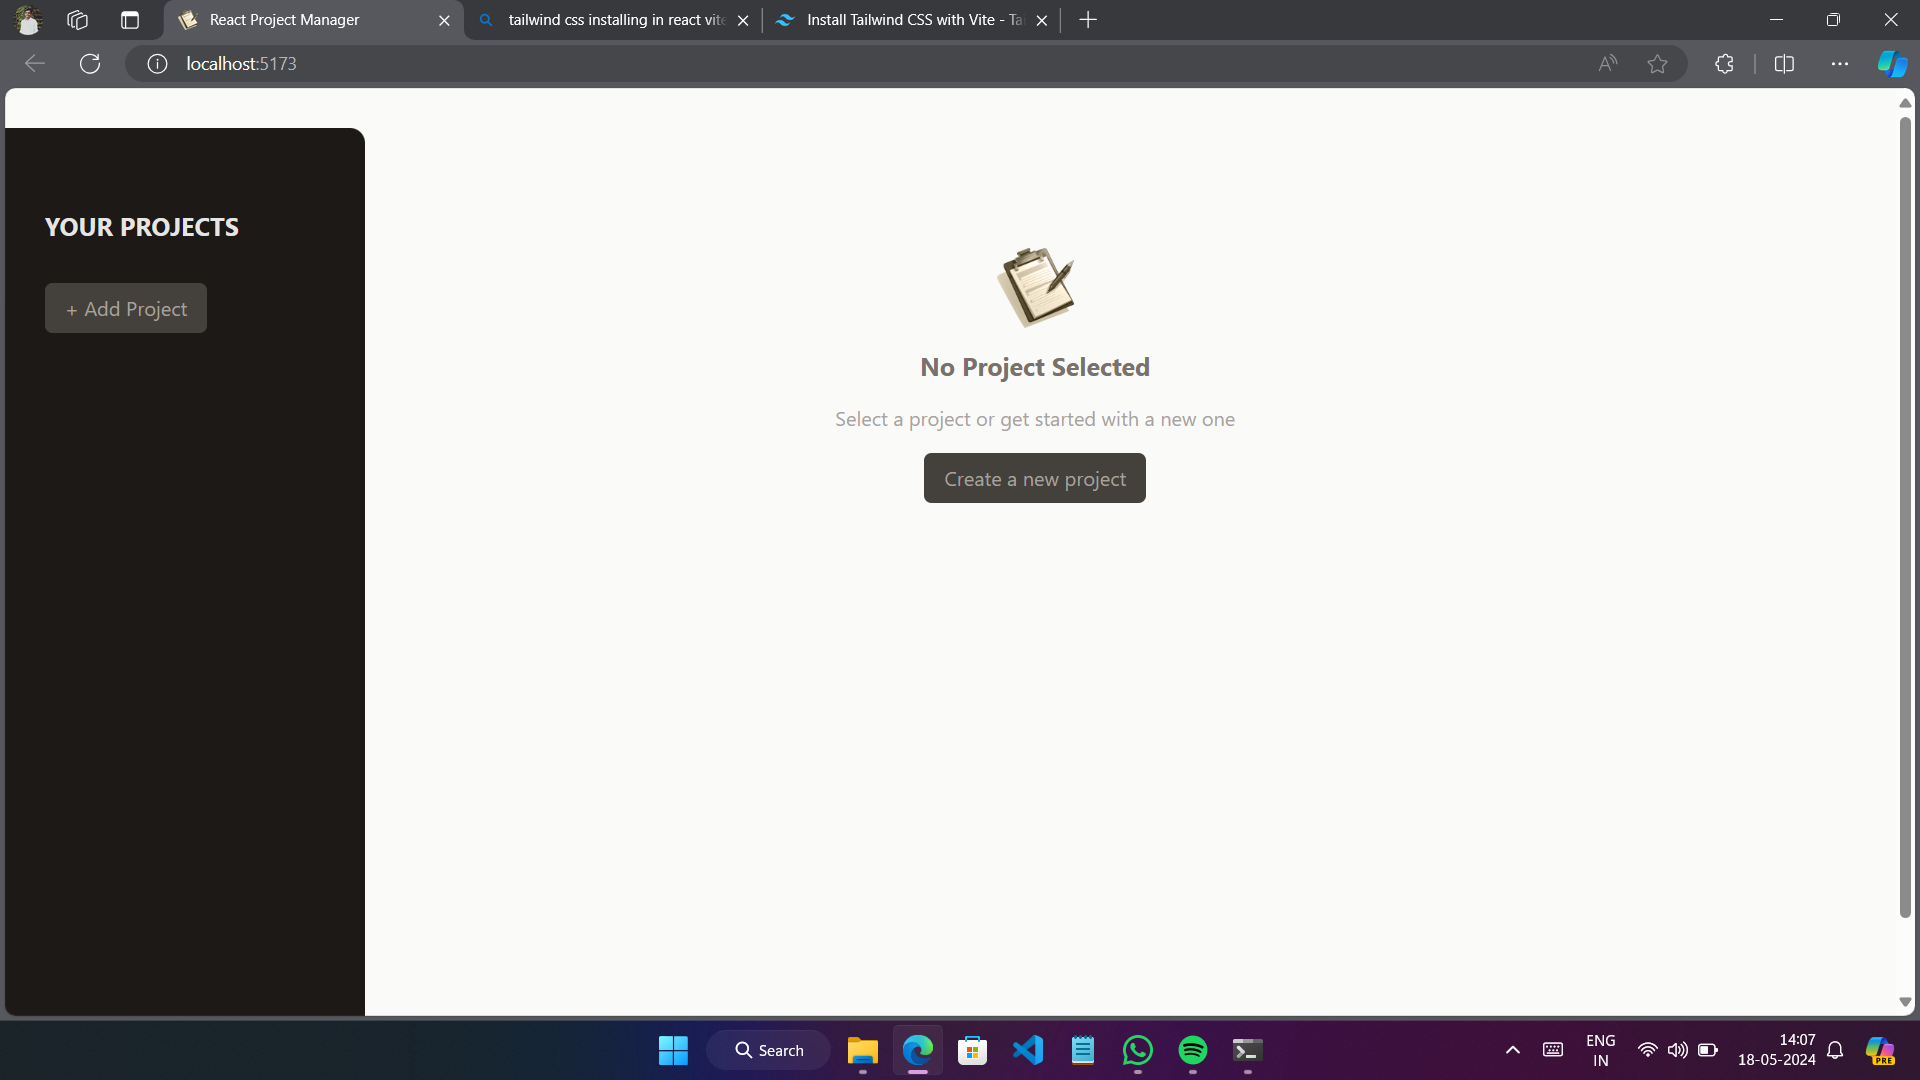 React Project Manager
tailwind css installing in react vite
Install Tailwind CSS with Vite - Ta
localhost:5173
YOUR PROJECTS
+ Add Project
No Project Selected
Select a project or get started with a new one
Create a new project
Search
ENG
IN
14:07
18-05-2024
PRE